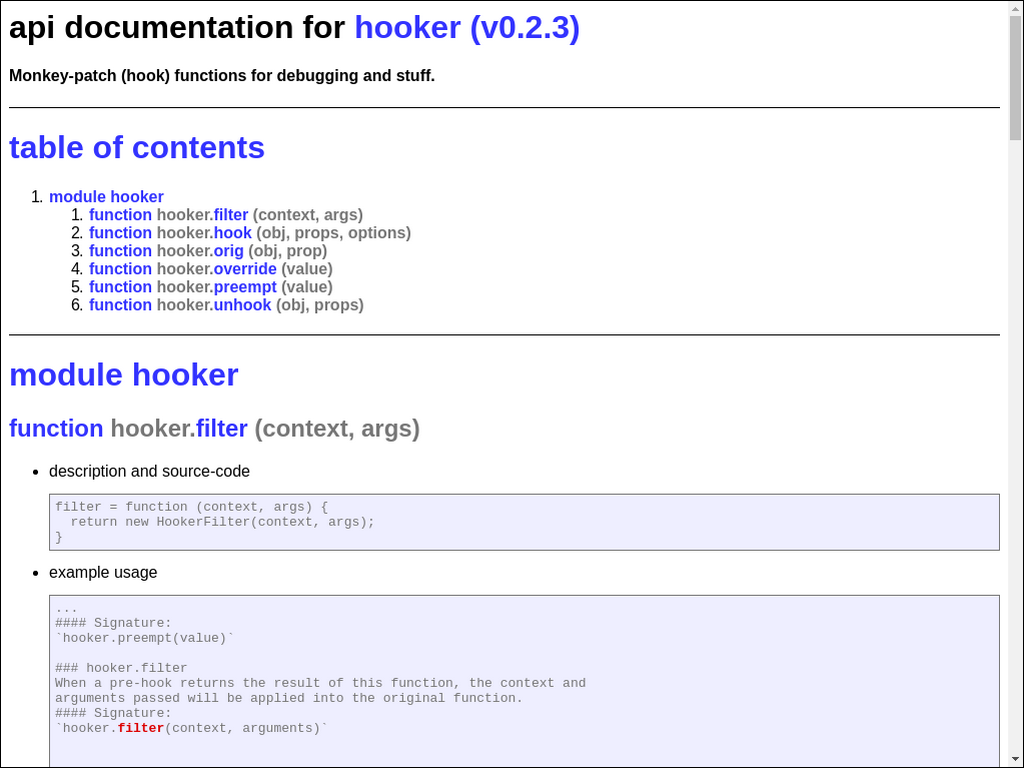 api documentation for hooker (v0.2.3)
Monkey-patch (hook) functions for debugging and stuff.
table of contents
1. module hooker
1. function hooker.filter (context, args)
2. function hooker.hook (obj, props, options)
3. function hooker.orig (obj, prop)
4. function hooker.override (value)
5. function hooker.preempt (value)
6. function hooker.unhook (obj, props)
module hooker
function hooker.filter (context, args)
• description and source-code
filter = function (context, args) {
  return new HookerFilter(context, args);
}
• example usage
...
#### Signature:
`hooker.preempt(value)`
### hooker.filter
When a pre-hook returns the result of this function, the context and
arguments passed will be applied into the original function.
#### Signature:
`hooker.filter(context, arguments)`